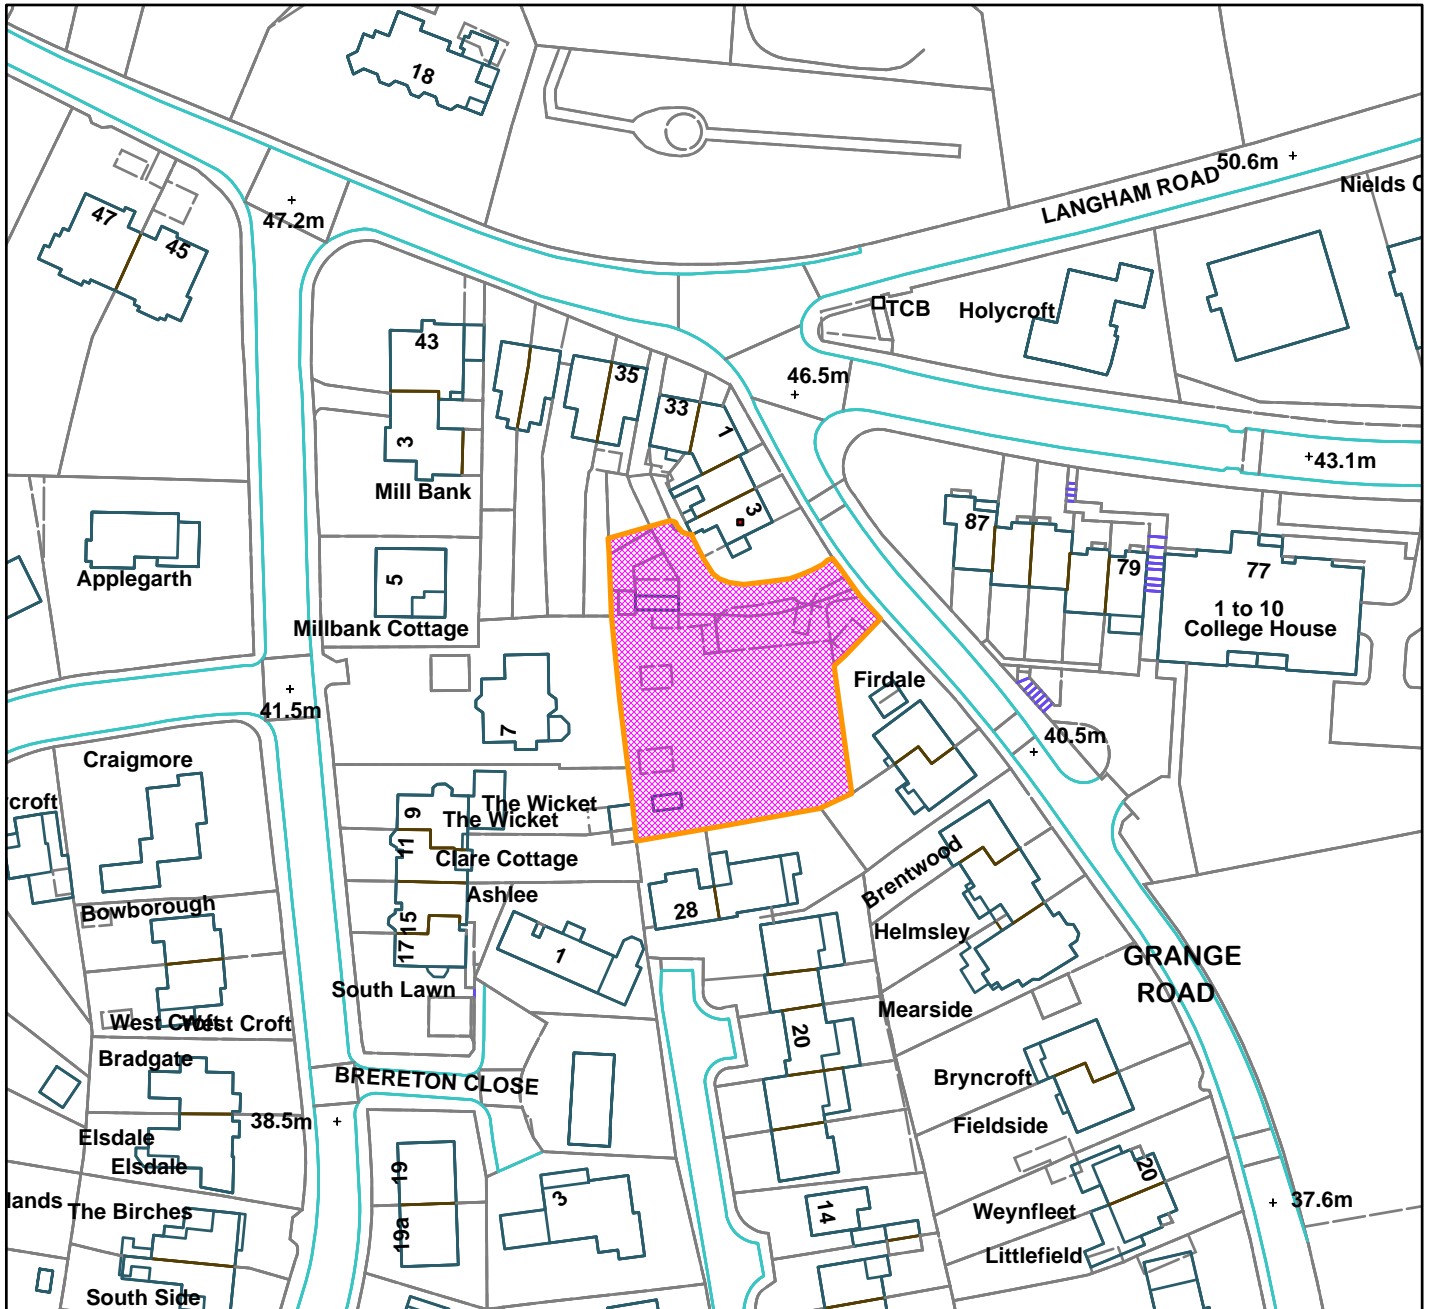 18
50.6m
LANGHAM ROAD
Nields C
47
45
47.2m
TCB
Holycroft
43
35
46.5m
33
1
3
Mill Bank
43.1m
3
87
79
77
1 to 10
College House
Applegarth
5
Millbank Cottage
Firdale
41.5m
7
40.5m
Craigmore
croft
9
The Wicket
The Wicket
11
Clare Cottage
Brentwood
Ashlee
Bowborough
28
15
17
1
Helmsley
GRANGE
ROAD
South Lawn
Mearside
West Croft
West Croft
20
Bradgate
BRERETON CLOSE
Bryncroft
38.5m
Fieldside
Elsdale
Elsdale
19
20
3
lands
The Birches
14
Weynfleet
37.6m
19a
Littlefield
South Side